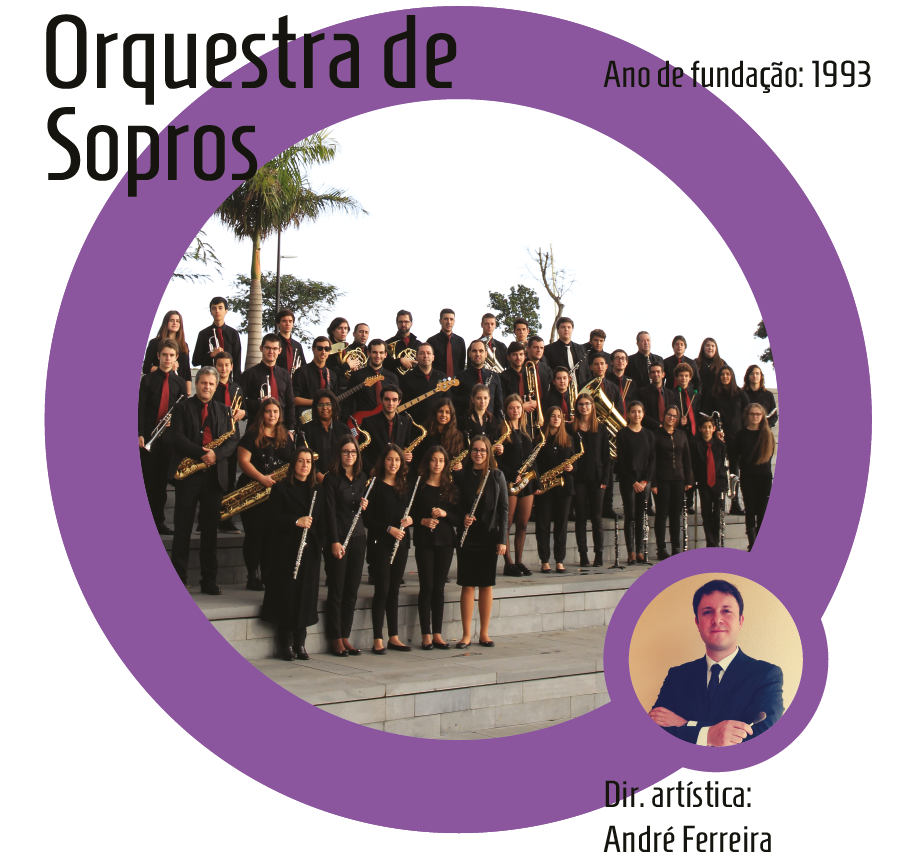 Orquestra de
Sopros
Ano de fundação: 1993
Dir. artística:
André Ferreira